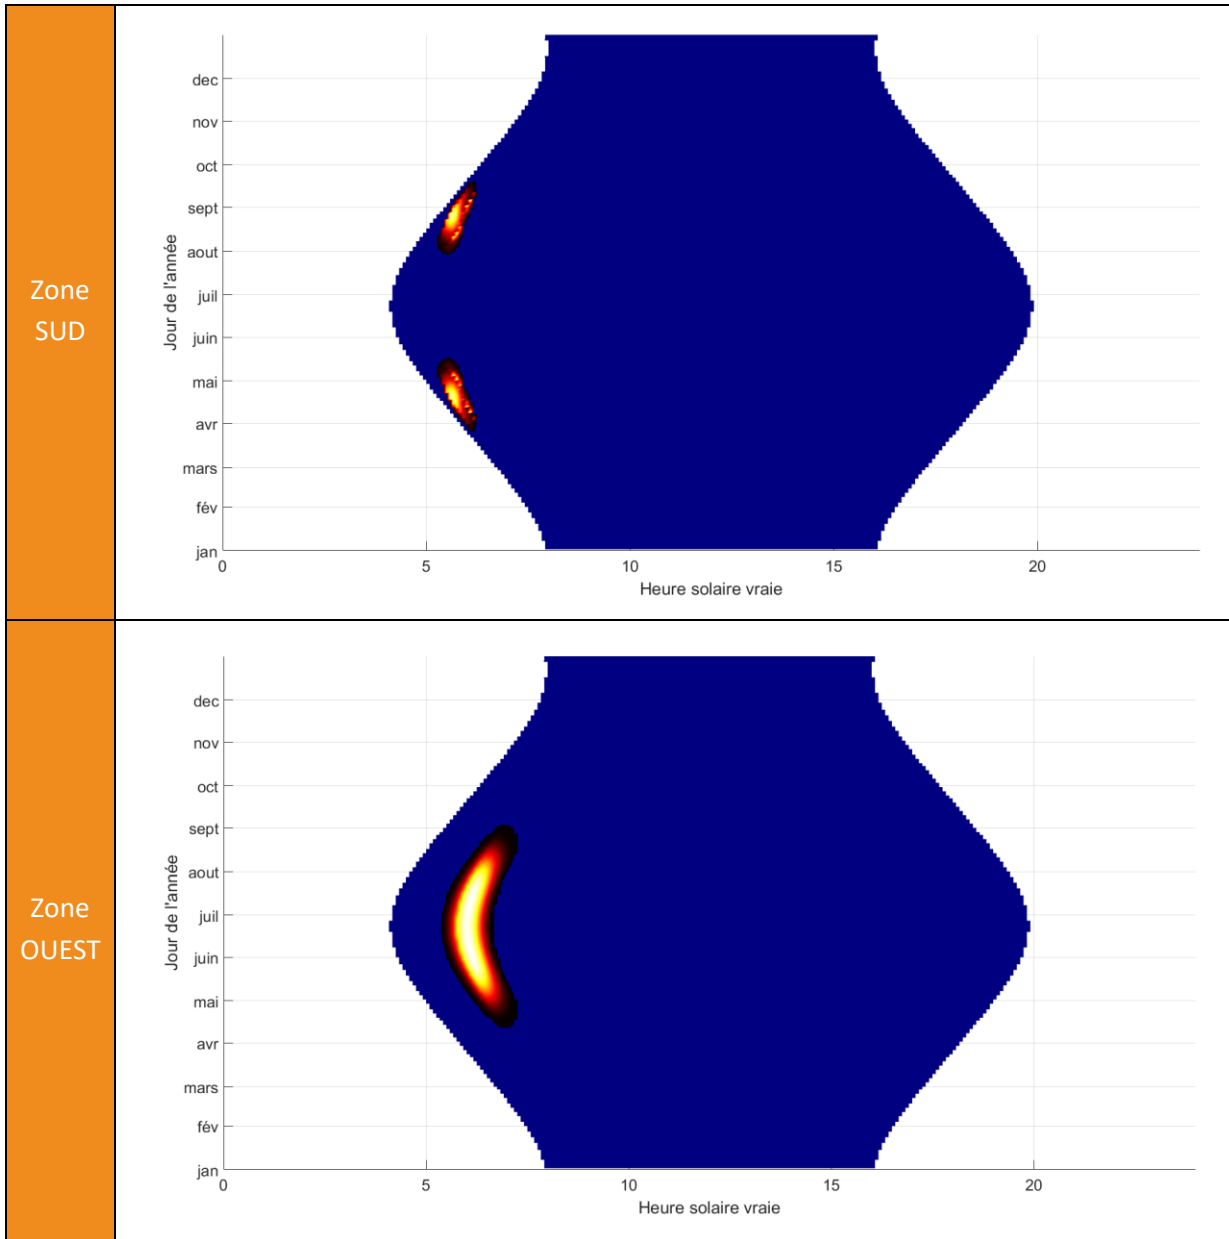 Zone
SUD
Jour de l'année
dec
nov
oct
sept
aout
juil
juin
mai
avr
mars
fév
jan
0 5 10 15 20
Heure solaire vraie
Zone
OUEST
Jour de l'année
dec
nov
oct
sept
aout
juil
juin
mai
avr
mars
fév
jan
0 5 10 15 20
Heure solaire vraie